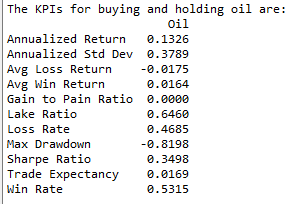 The KPIs for buying and holding oil are:
Oil
Annualized Return 0.1326
Annualized Std Dev 0.3789
Avg Loss Return -0.0175
Avg Win Return 0.0164
Gain to Pain Ratio 0.0000
Lake Ratio 0.6460
Loss Rate 0.4685
Max Drawdown -0.8198
Sharpe Ratio 0.3498
Trade Expectancy 0.0169
Win Rate 0.5315